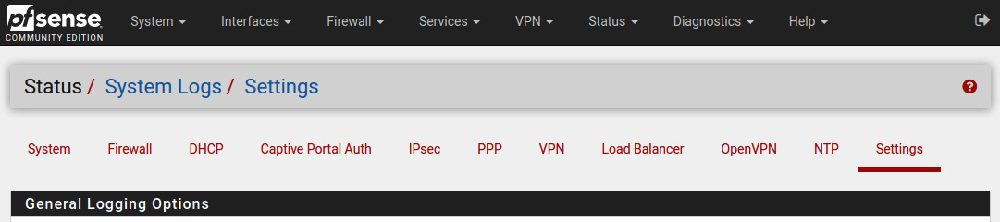 pfsense System Interfaces Firewall Services VPN Status Diagnostics Help
COMMUNITY EDITION
Status / System Logs / Settings
System Firewall DHCP Captive Portal Auth IPsec PPP VPN Load Balancer OpenVPN NTP Settings
General Logging Options